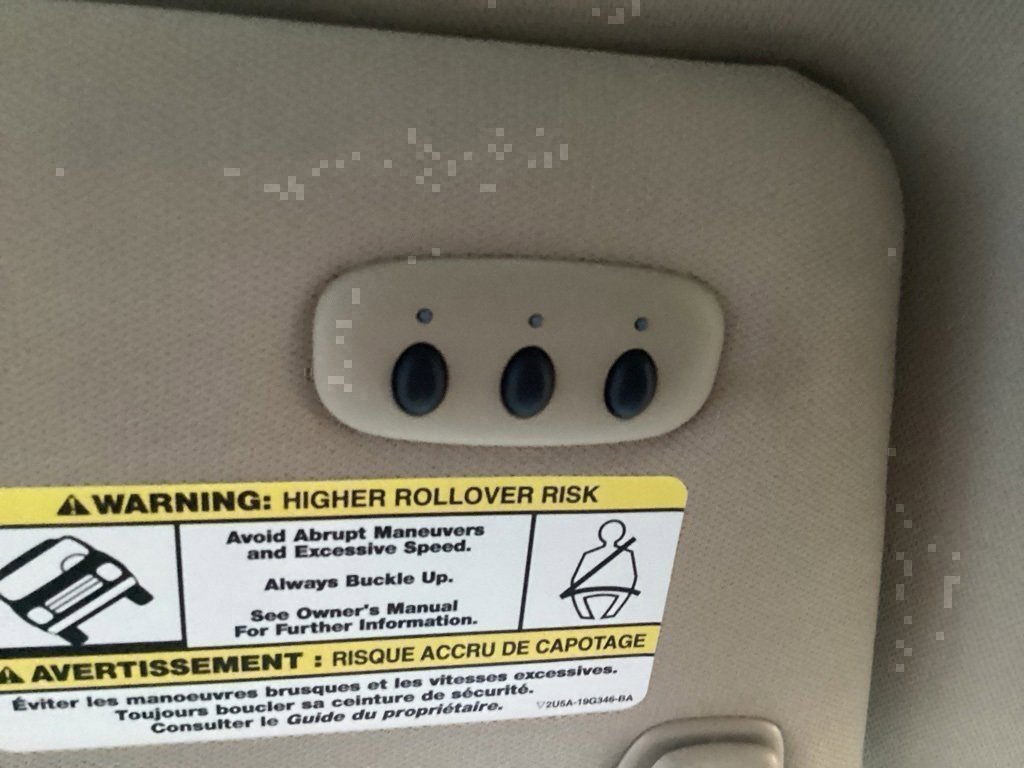 WARNING: HIGHER ROLLOVER RISK
Avoid Abrupt Maneuvers
and Excessive Speed.
Always Buckle Up.
See Owner's Manual
For Further Information.
AVERTISSEMENT : RISQUE ACCRU DE CAPOTAGE
Éviter les manoeuvres brusques et les vitesses excessives.
Toujours boucler sa ceinture de sécurité.
Consulter le Guide du propriétaire.
2U5A-19G346-BA